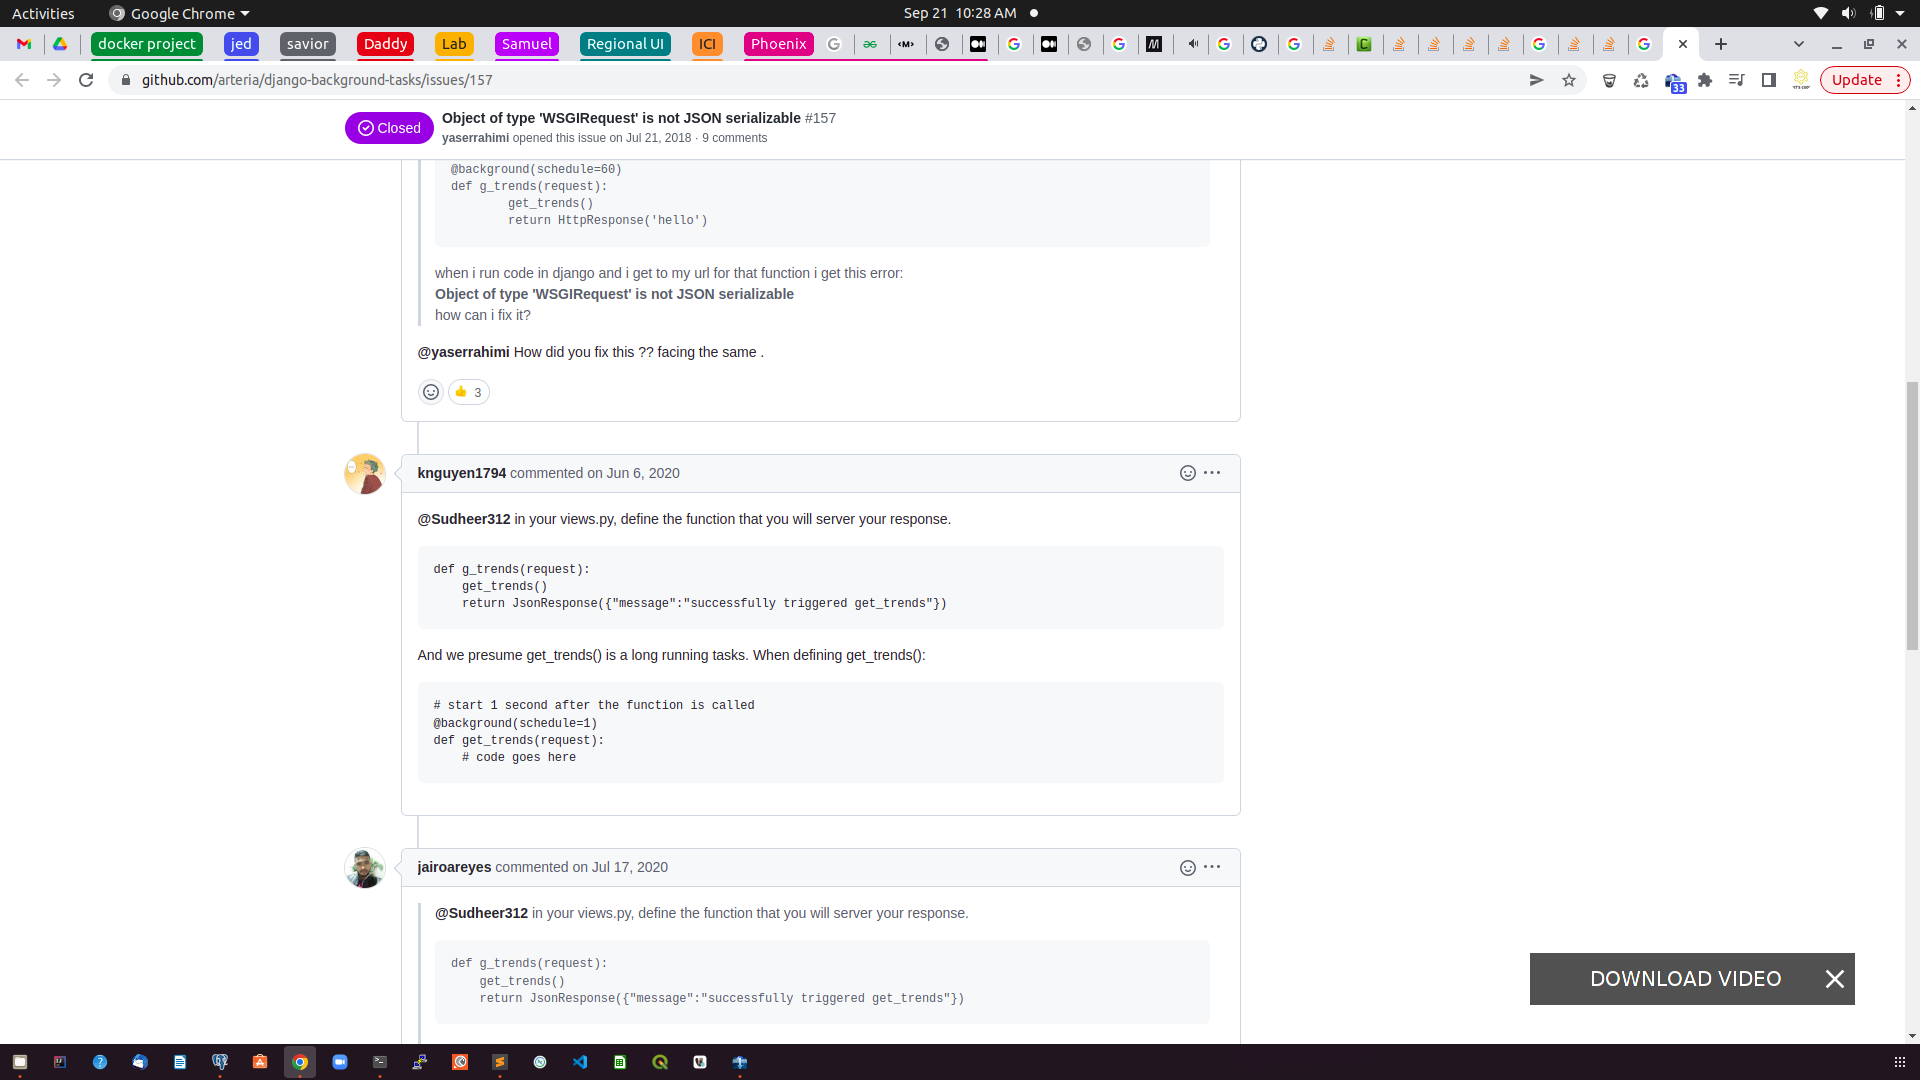 Activities
Google Chrome
Sep 21 10:28 AM
docker project
jed
savior
Daddy
Lab
Samuel
Regional UI
ICI
Phoenix
github.com/arteria/django-background-tasks/issues/157
33
Update
Closed
Object of type 'WSGIRequest' is not JSON serializable #157
yaserrahimi opened this issue on Jul 21, 2018 · 9 comments
@background(schedule=60)
def g_trends(request):
        get_trends()
        return HttpResponse('hello')
when i run code in django and i get to my url for that function i get this error:
Object of type 'WSGIRequest' is not JSON serializable
how can i fix it?
@yaserrahimi How did you fix this ?? facing the same .
3
knguyen1794 commented on Jun 6, 2020
@Sudheer312 in your views.py, define the function that you will server your response.
def g_trends(request):
    get_trends()
    return JsonResponse({"message":"successfully triggered get_trends"})
And we presume get_trends() is a long running tasks. When defining get_trends():
# start 1 second after the function is called
@background(schedule=1)
def get_trends(request):
    # code goes here
jairoareyes commented on Jul 17, 2020
@Sudheer312 in your views.py, define the function that you will server your response.
def g_trends(request):
    get_trends()
    return JsonResponse({"message":"successfully triggered get_trends"})
DOWNLOAD VIDEO